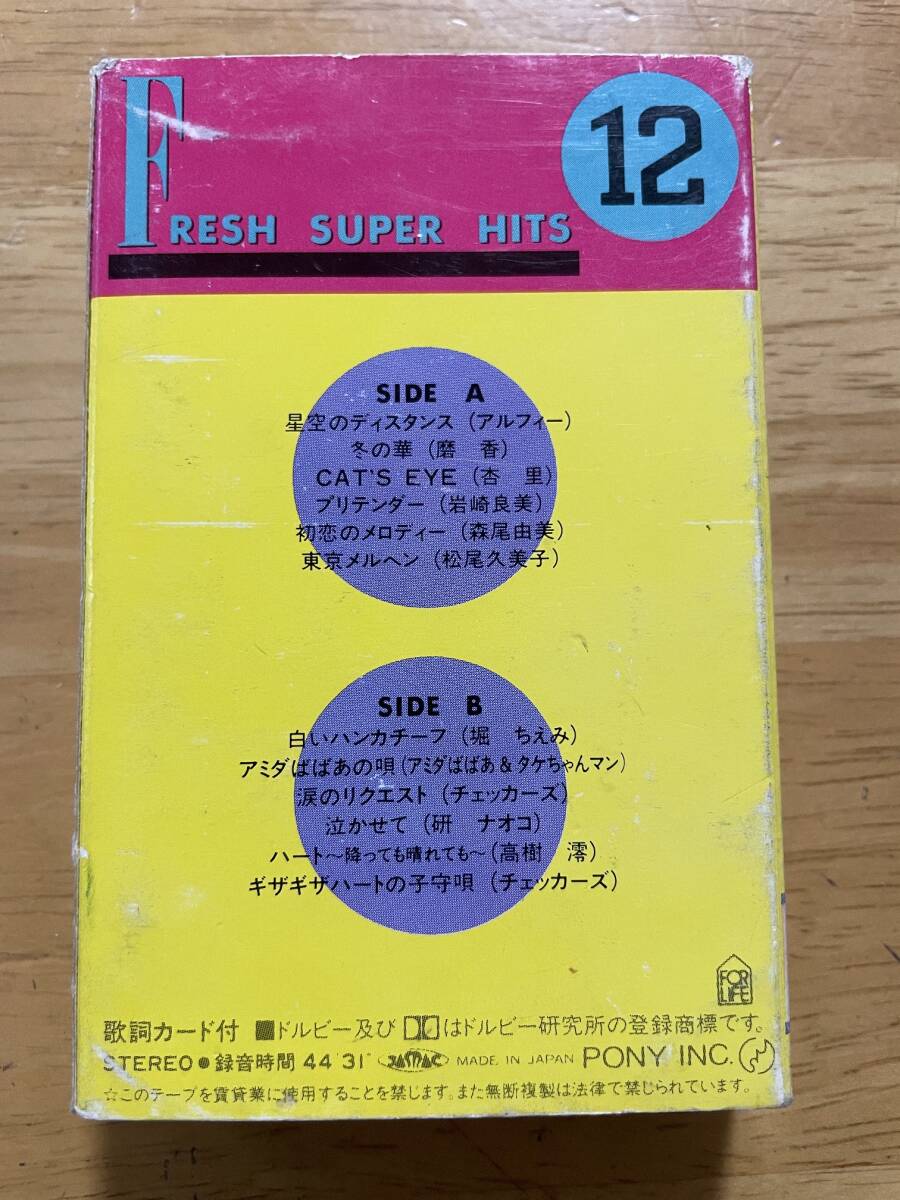 FRESH SUPER HITS
12
SIDE A
星空のディスタンス (アルフィー)
冬の華 (磨 香)
CAT'S EYE (杏 里)
プリテンダー (岩崎良美)
初恋のメロディー (森尾由美)
東京メルヘン (松尾久美子)
SIDE B
白いハンカチーフ (堀 ちえみ)
アミダばばあの唄 (アミダばばあ&タケちゃんマン)
涙のリクエスト (チェッカーズ)
泣かせて (研 ナオコ)
ハート〜降っても晴れても〜 (高樹 澪)
ギザギザハートの子守唄 (チェッカーズ)
FOR LIFE
歌詞カード付 ■ドルビー及び はドルビー研究所の登録商標です。
STEREO●録音時間 44'31" JASRAC MADE IN JAPAN PONY INC.
☆このテープを賃貸業に使用することを禁じます。また無断複製は法律で禁じられています。